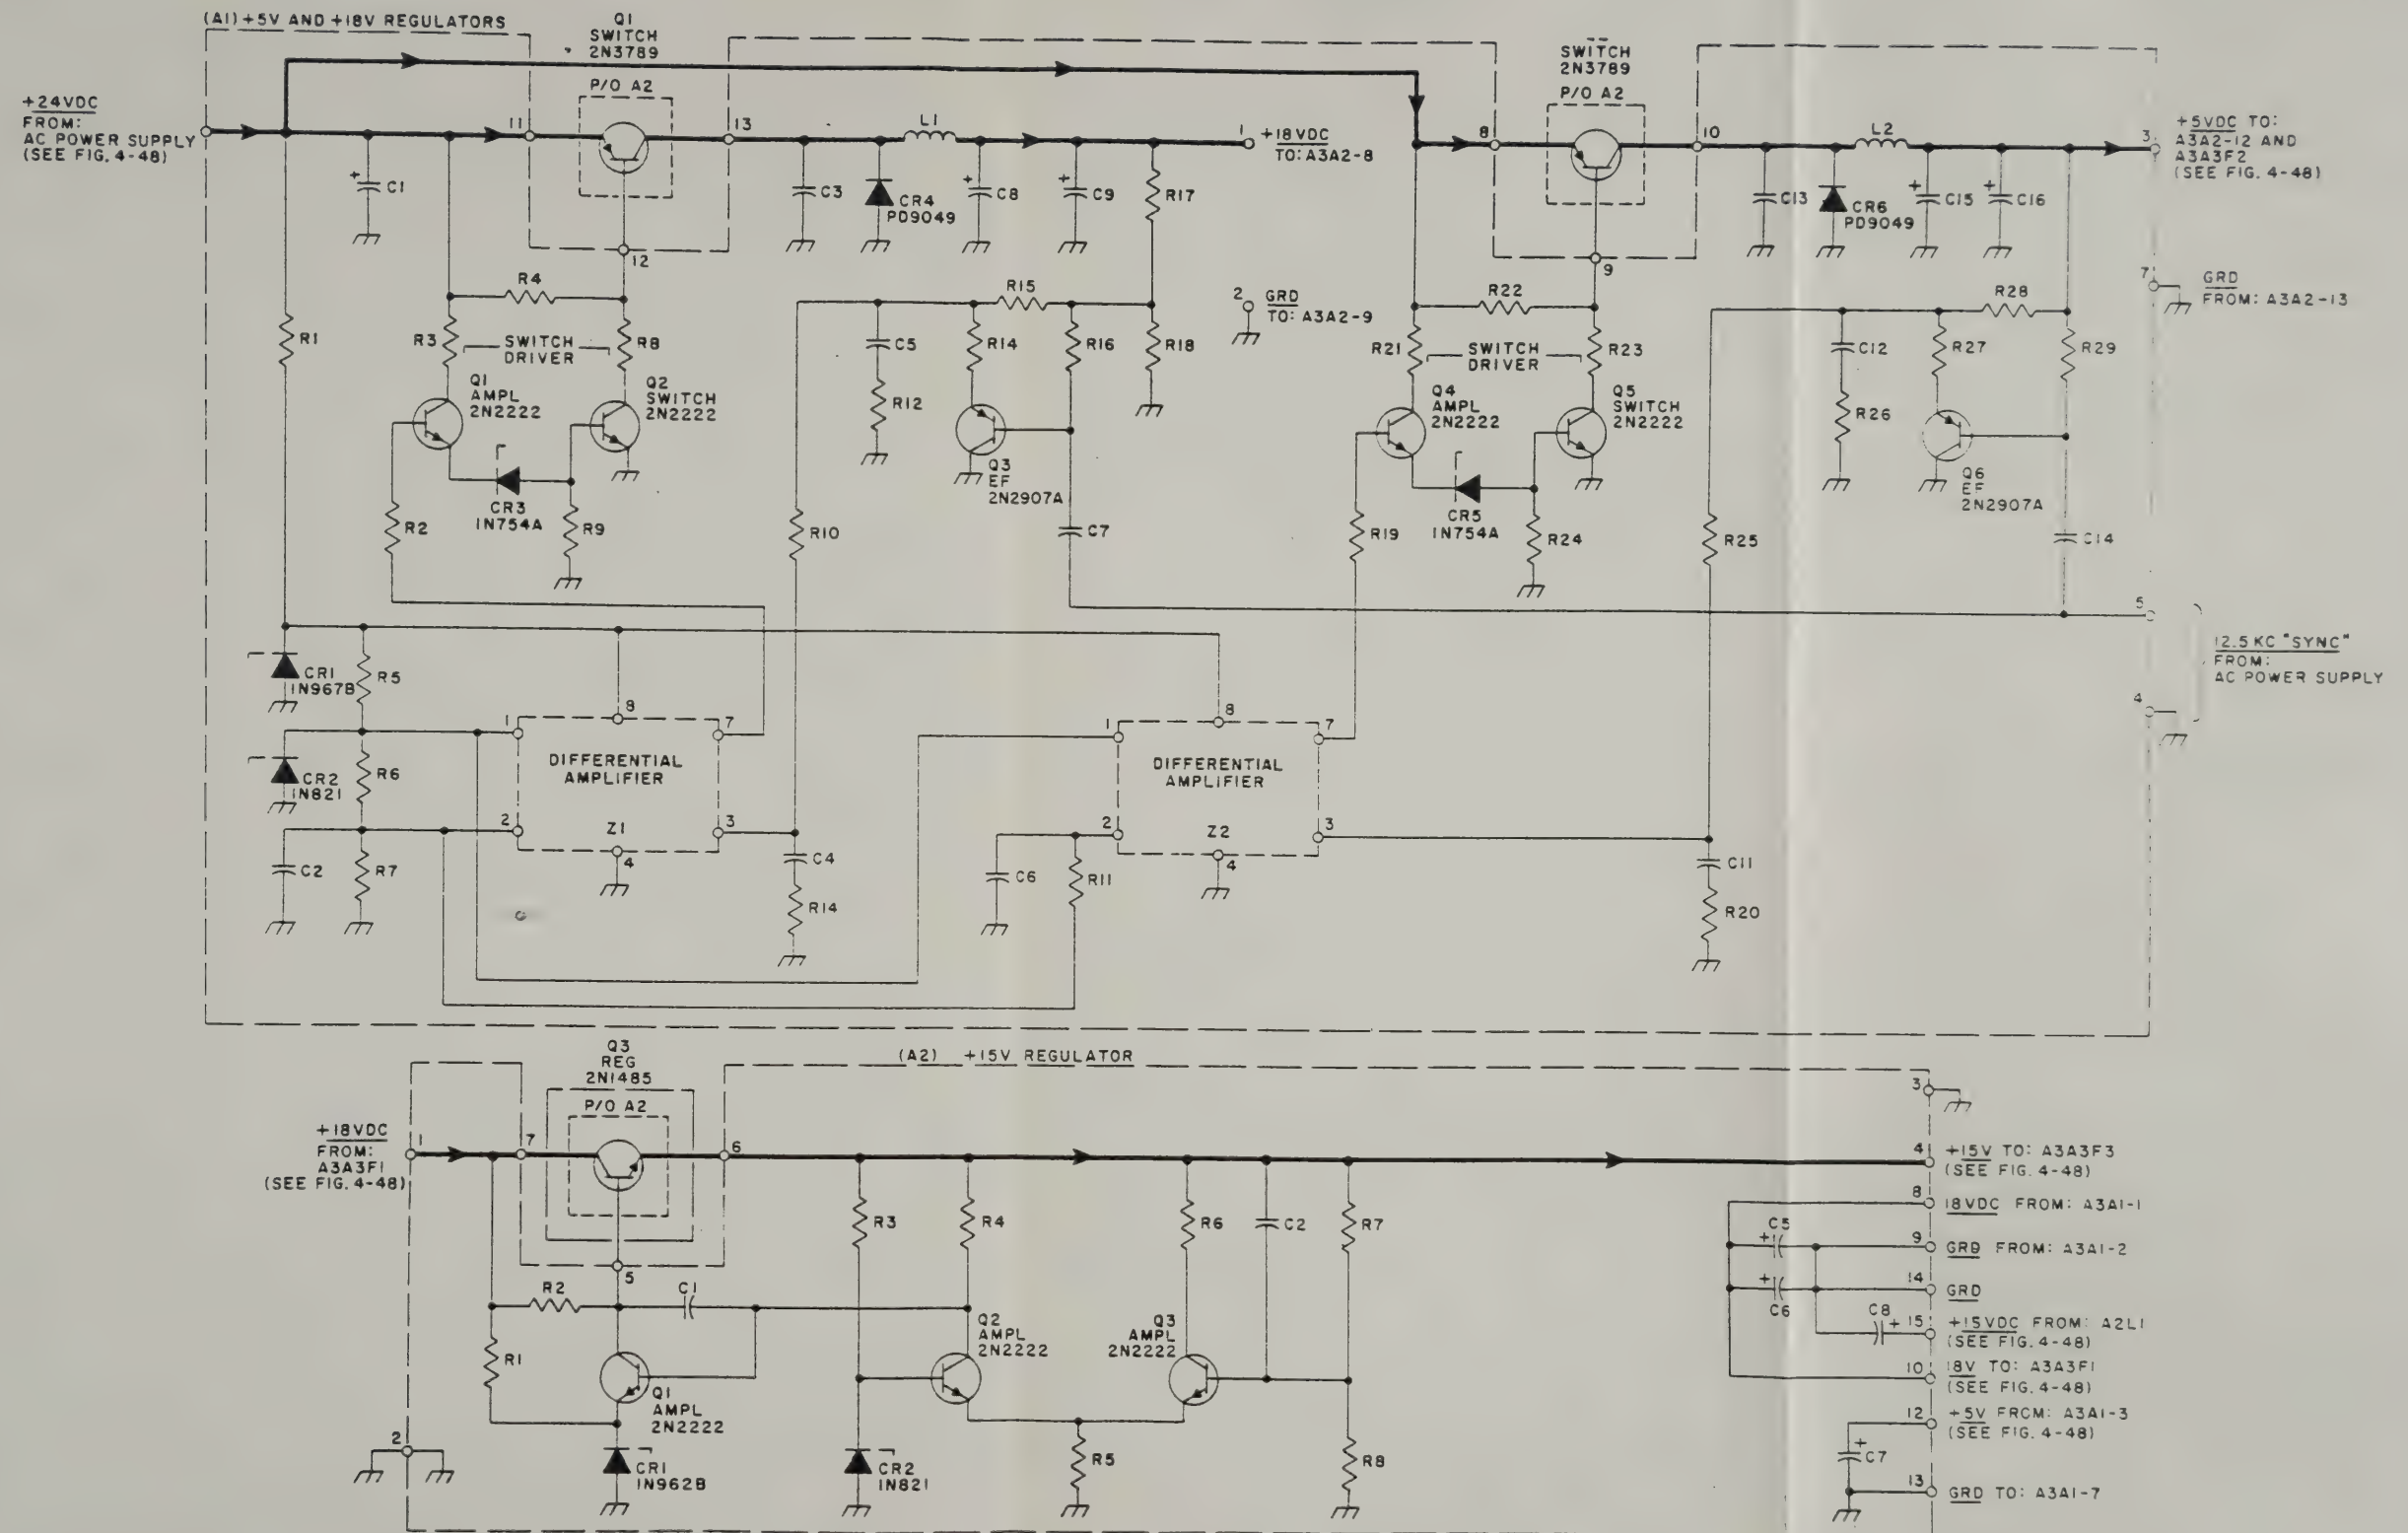 (A1) +5V AND +18V REGULATORS
Q1
SWITCH
2N3789
P/O A2
SWITCH
2N3789
P/O A2
+24VDC
FROM:
AC POWER SUPPLY
(SEE FIG. 4-48)
11
13
12
C1
C3
CR4
PD9049
L1
C8
C9
R17
1
+18VDC
TO: A3A2-8
8
10
9
C13
CR6
PD9049
L2
C15
C16
3
+5VDC TO:
A3A2-12 AND
A3A3F2
(SEE FIG. 4-48)
7
GRD
FROM: A3A2-13
R1
R4
R3
SWITCH
DRIVER
R8
Q1
AMPL
2N2222
Q2
SWITCH
2N2222
CR3
1N754A
R2
R9
R10
C5
R12
R15
R14
R16
R18
Q3
EF
2N2907A
C7
2
GRD
TO: A3A2-9
R22
R21
SWITCH
DRIVER
R23
Q4
AMPL
2N2222
Q5
SWITCH
2N2222
CR5
1N754A
R19
R24
R25
C12
R26
R28
R27
R29
Q6
EF
2N2907A
C14
5
12.5 KC "SYNC"
FROM:
AC POWER SUPPLY
4
CR1
1N967B
R5
CR2
1N821
R6
C2
R7
1
8
7
DIFFERENTIAL
AMPLIFIER
2
Z1
3
4
C4
R14
1
8
7
DIFFERENTIAL
AMPLIFIER
2
Z2
3
4
C6
R11
C11
R20
(A2) +15V REGULATOR
Q3
REG
2N1485
P/O A2
+18VDC
FROM:
A3A3F1
(SEE FIG. 4-48)
1
7
6
5
R2
C1
R1
Q1
AMPL
2N2222
CR1
1N962B
2
R3
R4
Q2
AMPL
2N2222
CR2
1N821
R5
Q3
AMPL
2N2222
R6
C2
R7
R8
3
4
+15V TO: A3A3F3
(SEE FIG. 4-48)
8
18VDC FROM: A3A1-1
C5
9
GRD FROM: A3A1-2
C6
14
GRD
C8
15
+15VDC FROM: A2L1
(SEE FIG. 4-48)
10
18V TO: A3A3F1
(SEE FIG. 4-48)
12
+5V FROM: A3A1-3
(SEE FIG. 4-48)
C7
13
GRD TO: A3A1-7